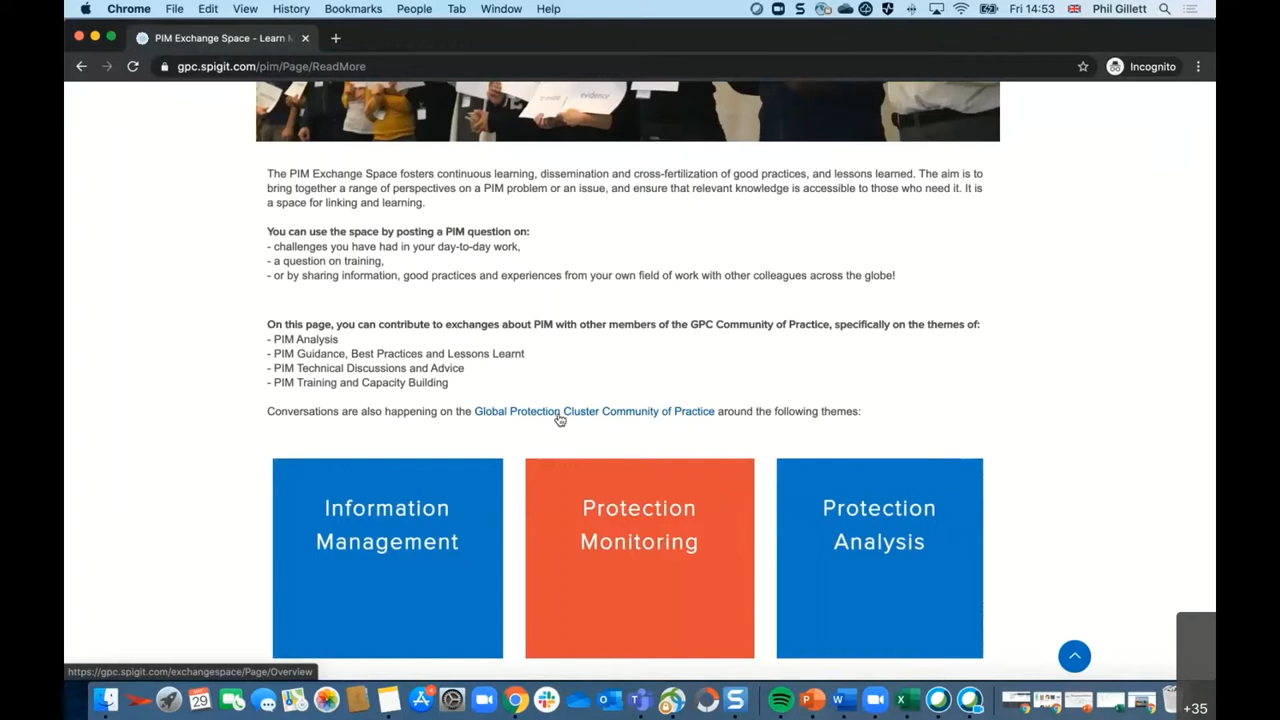 Chrome File Edit View History Bookmarks People Tab Window Help
Fri 14:53 Phil Gillett
PIM Exchange Space - Learn M
gpc.spigit.com/pim/Page/ReadMore
Incognito
evidence
The PIM Exchange Space fosters continuous learning, dissemination and cross-fertilization of good practices, and lessons learned. The aim is to
bring together a range of perspectives on a PIM problem or an issue, and ensure that relevant knowledge is accessible to those who need it. It is
a space for linking and learning.
You can use the space by posting a PIM question on:
- challenges you have had in your day-to-day work,
- a question on training,
- or by sharing information, good practices and experiences from your own field of work with other colleagues across the globe!
On this page, you can contribute to exchanges about PIM with other members of the GPC Community of Practice, specifically on the themes of:
- PIM Analysis
- PIM Guidance, Best Practices and Lessons Learnt
- PIM Technical Discussions and Advice
- PIM Training and Capacity Building
Conversations are also happening on the Global Protection Cluster Community of Practice around the following themes:
Information
Management
Protection
Monitoring
Protection
Analysis
https://gpc.spigit.com/exchangespace/Page/Overview
29
+35